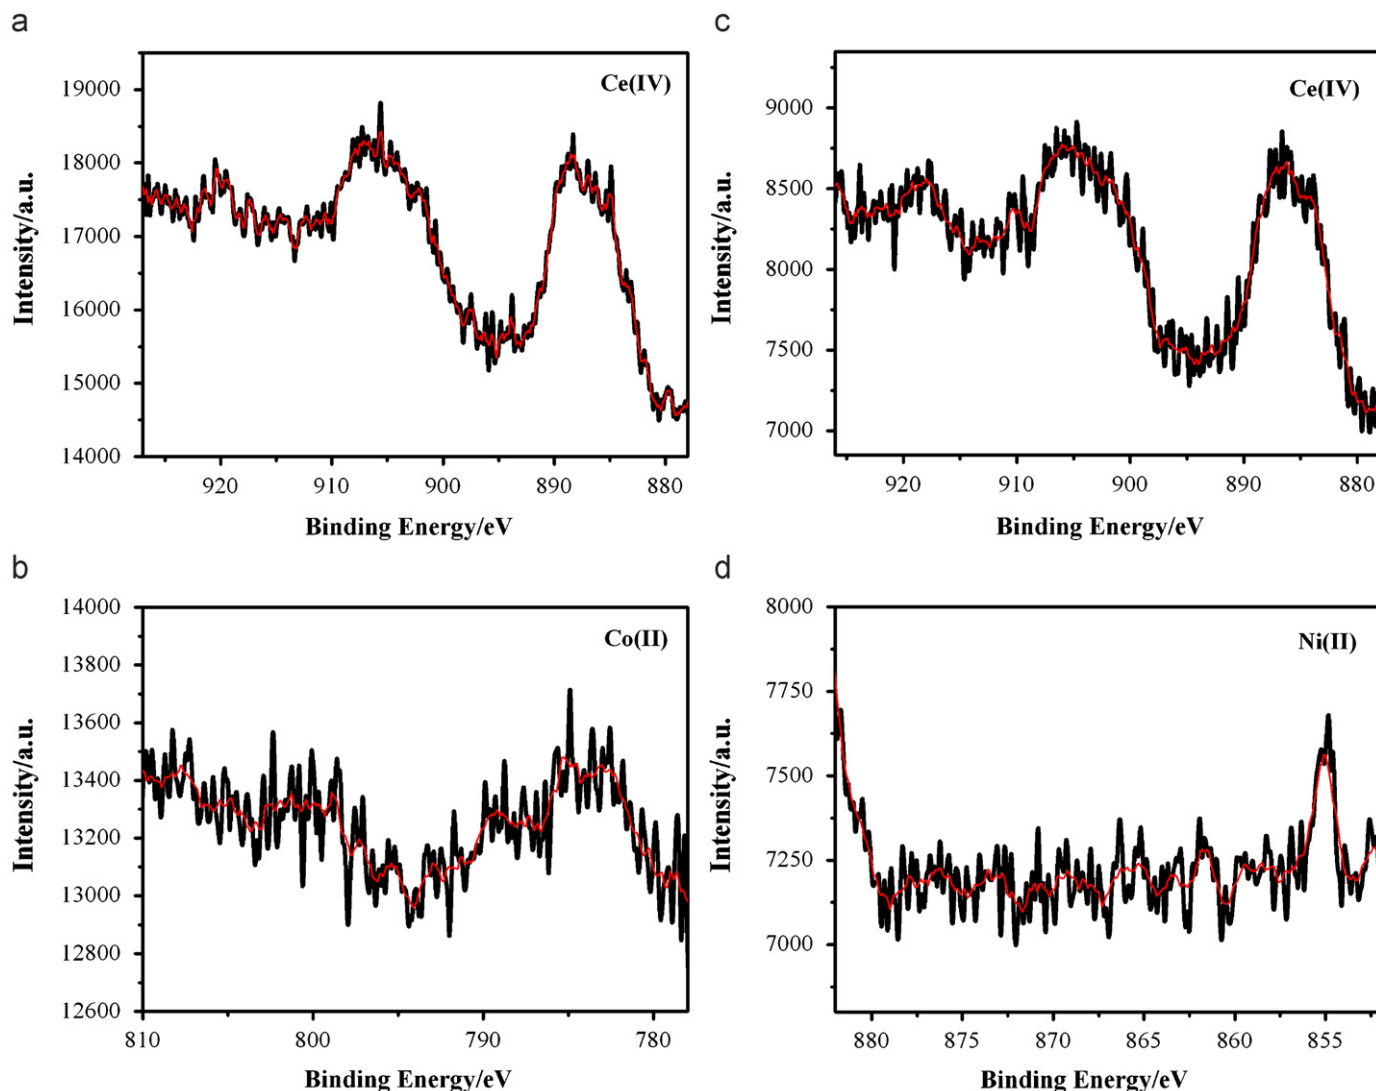 a
Ce(IV)
19000
18000
17000
16000
15000
14000
Intensity/a.u.
920 910 900 890 880
Binding Energy/eV
c
Ce(IV)
9000
8500
8000
7500
7000
Intensity/a.u.
920 910 900 890 880
Binding Energy/eV
b
Co(II)
14000
13800
13600
13400
13200
13000
12800
12600
Intensity/a.u.
810 800 790 780
Binding Energy/eV
d
Ni(II)
8000
7750
7500
7250
7000
Intensity/a.u.
880 875 870 865 860 855
Binding Energy/eV